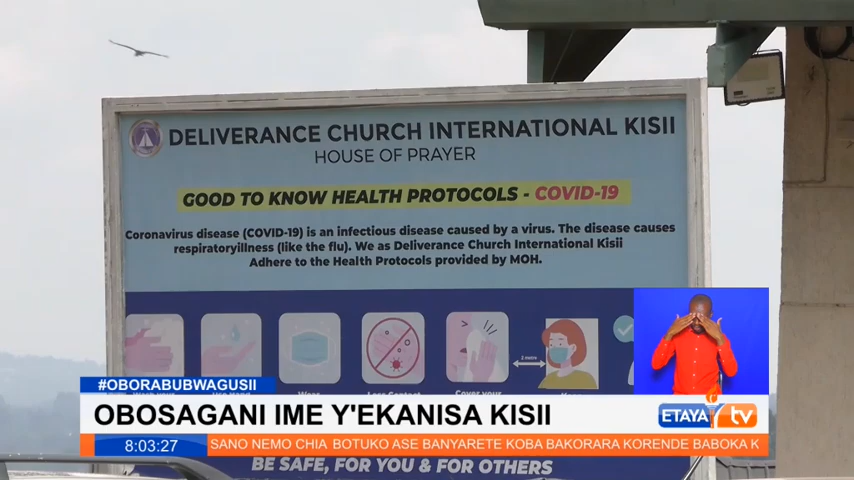 DELIVERANCE CHURCH INTERNATIONAL KISII
HOUSE OF PRAYER
GOOD TO KNOW HEALTH PROTOCOLS - COVID-19
Coronavirus disease (COVID-19) is an infectious disease caused by a virus. The disease causes
respiratoryillness (like the flu). We as Deliverance Church International Kisii
Adhere to the Health Protocols provided by MOH.
2 metre
#OBORABUBWAGUSII
OBOSAGANI IME Y'EKANISA KISII
ETAYA tv
8:03:27
SANO NEMO CHIA BOTUKO ASE BANYARETE KOBA BAKORARA KORENDE BABOKA K
BE SAFE, FOR YOU & FOR OTHERS